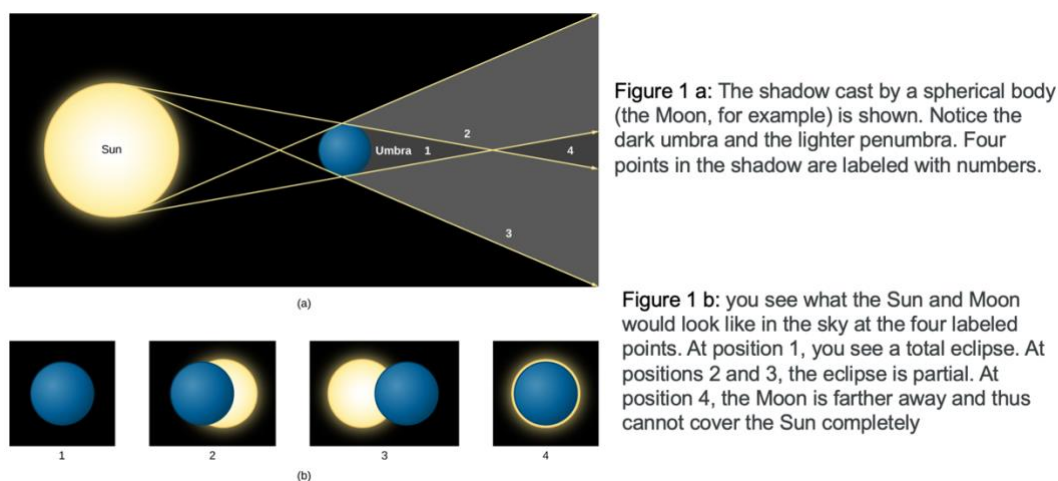 Sun
Umbra
1
2
3
4
(a)
Figure 1 a: The shadow cast by a spherical body
(the Moon, for example) is shown. Notice the
dark umbra and the lighter penumbra. Four
points in the shadow are labeled with numbers.
1
2
3
4
(b)
Figure 1 b: you see what the Sun and Moon
would look like in the sky at the four labeled
points. At position 1, you see a total eclipse. At
positions 2 and 3, the eclipse is partial. At
position 4, the Moon is farther away and thus
cannot cover the Sun completely